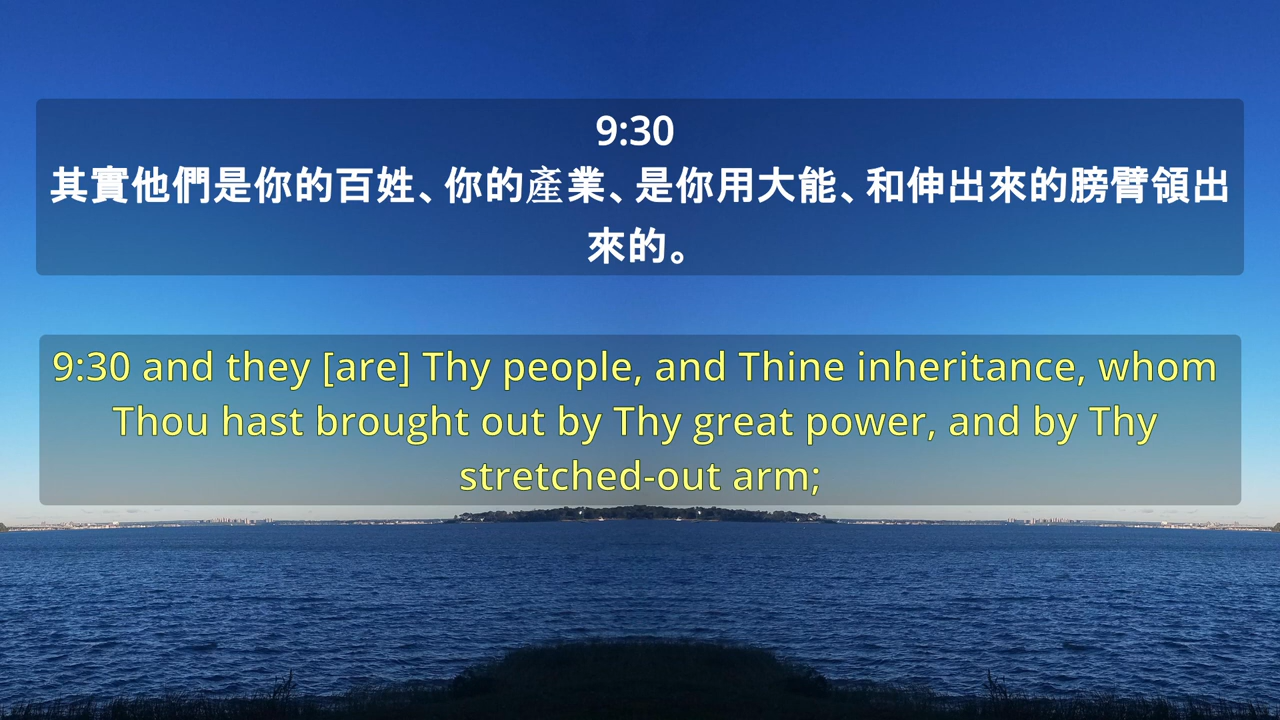 9:30
其實他們是你的百姓、你的產業、是你用大能、和伸出來的膀臂領出
來的。
9:30 and they [are] Thy people, and Thine inheritance, whom
Thou hast brought out by Thy great power, and by Thy
stretched-out arm;